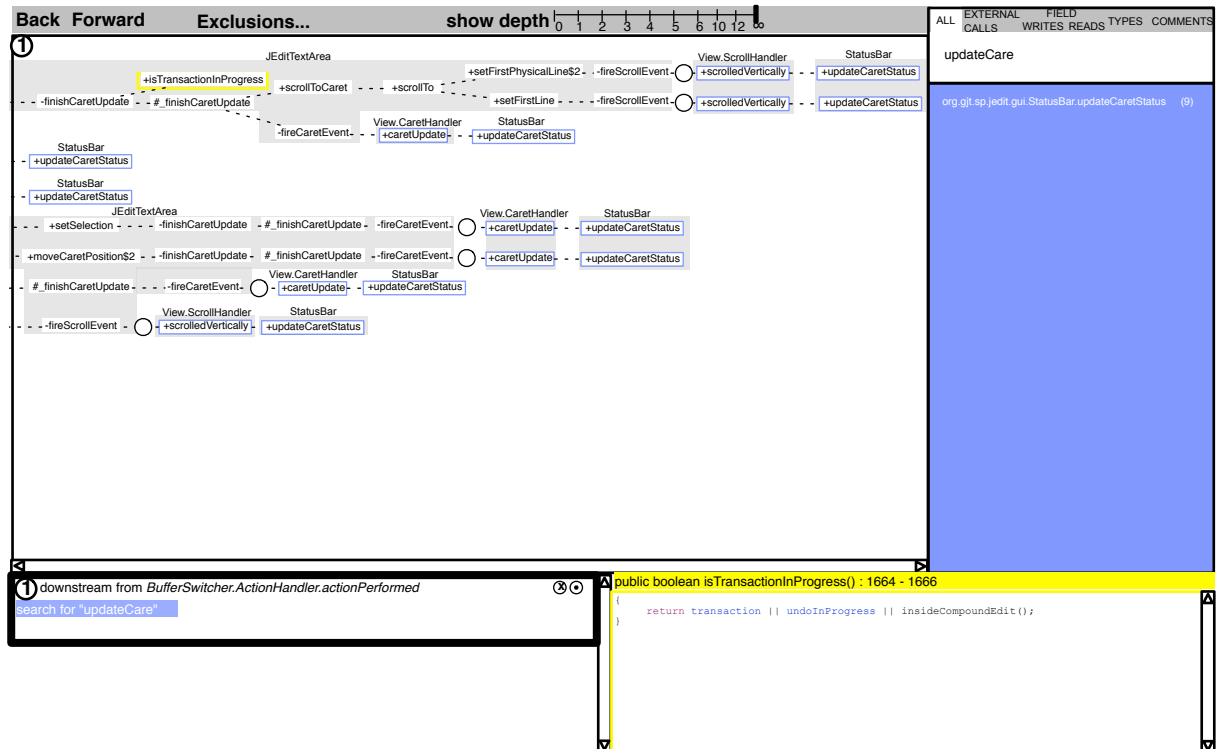 Back Forward Exclusions... show depth 0 1 2 3 4 5 6 10 12 ∞
ALL EXTERNAL CALLS FIELD WRITES READS TYPES COMMENTS
updateCare
org.gjt.sp.jedit.gui.StatusBar.updateCaretStatus (9)
1
JEditTextArea View.ScrollHandler StatusBar
+isTransactionInProgress +setFirstPhysicalLine$2 -fireScrollEvent +scrolledVertically +updateCaretStatus
+scrollToCaret +scrollTo
-finishCaretUpdate #_finishCaretUpdate +setFirstLine -fireScrollEvent +scrolledVertically +updateCaretStatus
View.CaretHandler StatusBar
-fireCaretEvent +caretUpdate +updateCaretStatus
StatusBar
+updateCaretStatus
StatusBar
+updateCaretStatus
JEditTextArea View.CaretHandler StatusBar
+setSelection -finishCaretUpdate #_finishCaretUpdate -fireCaretEvent +caretUpdate +updateCaretStatus
+moveCaretPosition$2 -finishCaretUpdate #_finishCaretUpdate -fireCaretEvent +caretUpdate +updateCaretStatus
View.CaretHandler StatusBar
#_finishCaretUpdate -fireCaretEvent +caretUpdate +updateCaretStatus
View.ScrollHandler StatusBar
-fireScrollEvent +scrolledVertically +updateCaretStatus
1 downstream from BufferSwitcher.ActionHandler.actionPerformed X
search for "updateCare"
public boolean isTransactionInProgress() : 1664 - 1666
{
return transaction || undoInProgress || insideCompoundEdit();
}